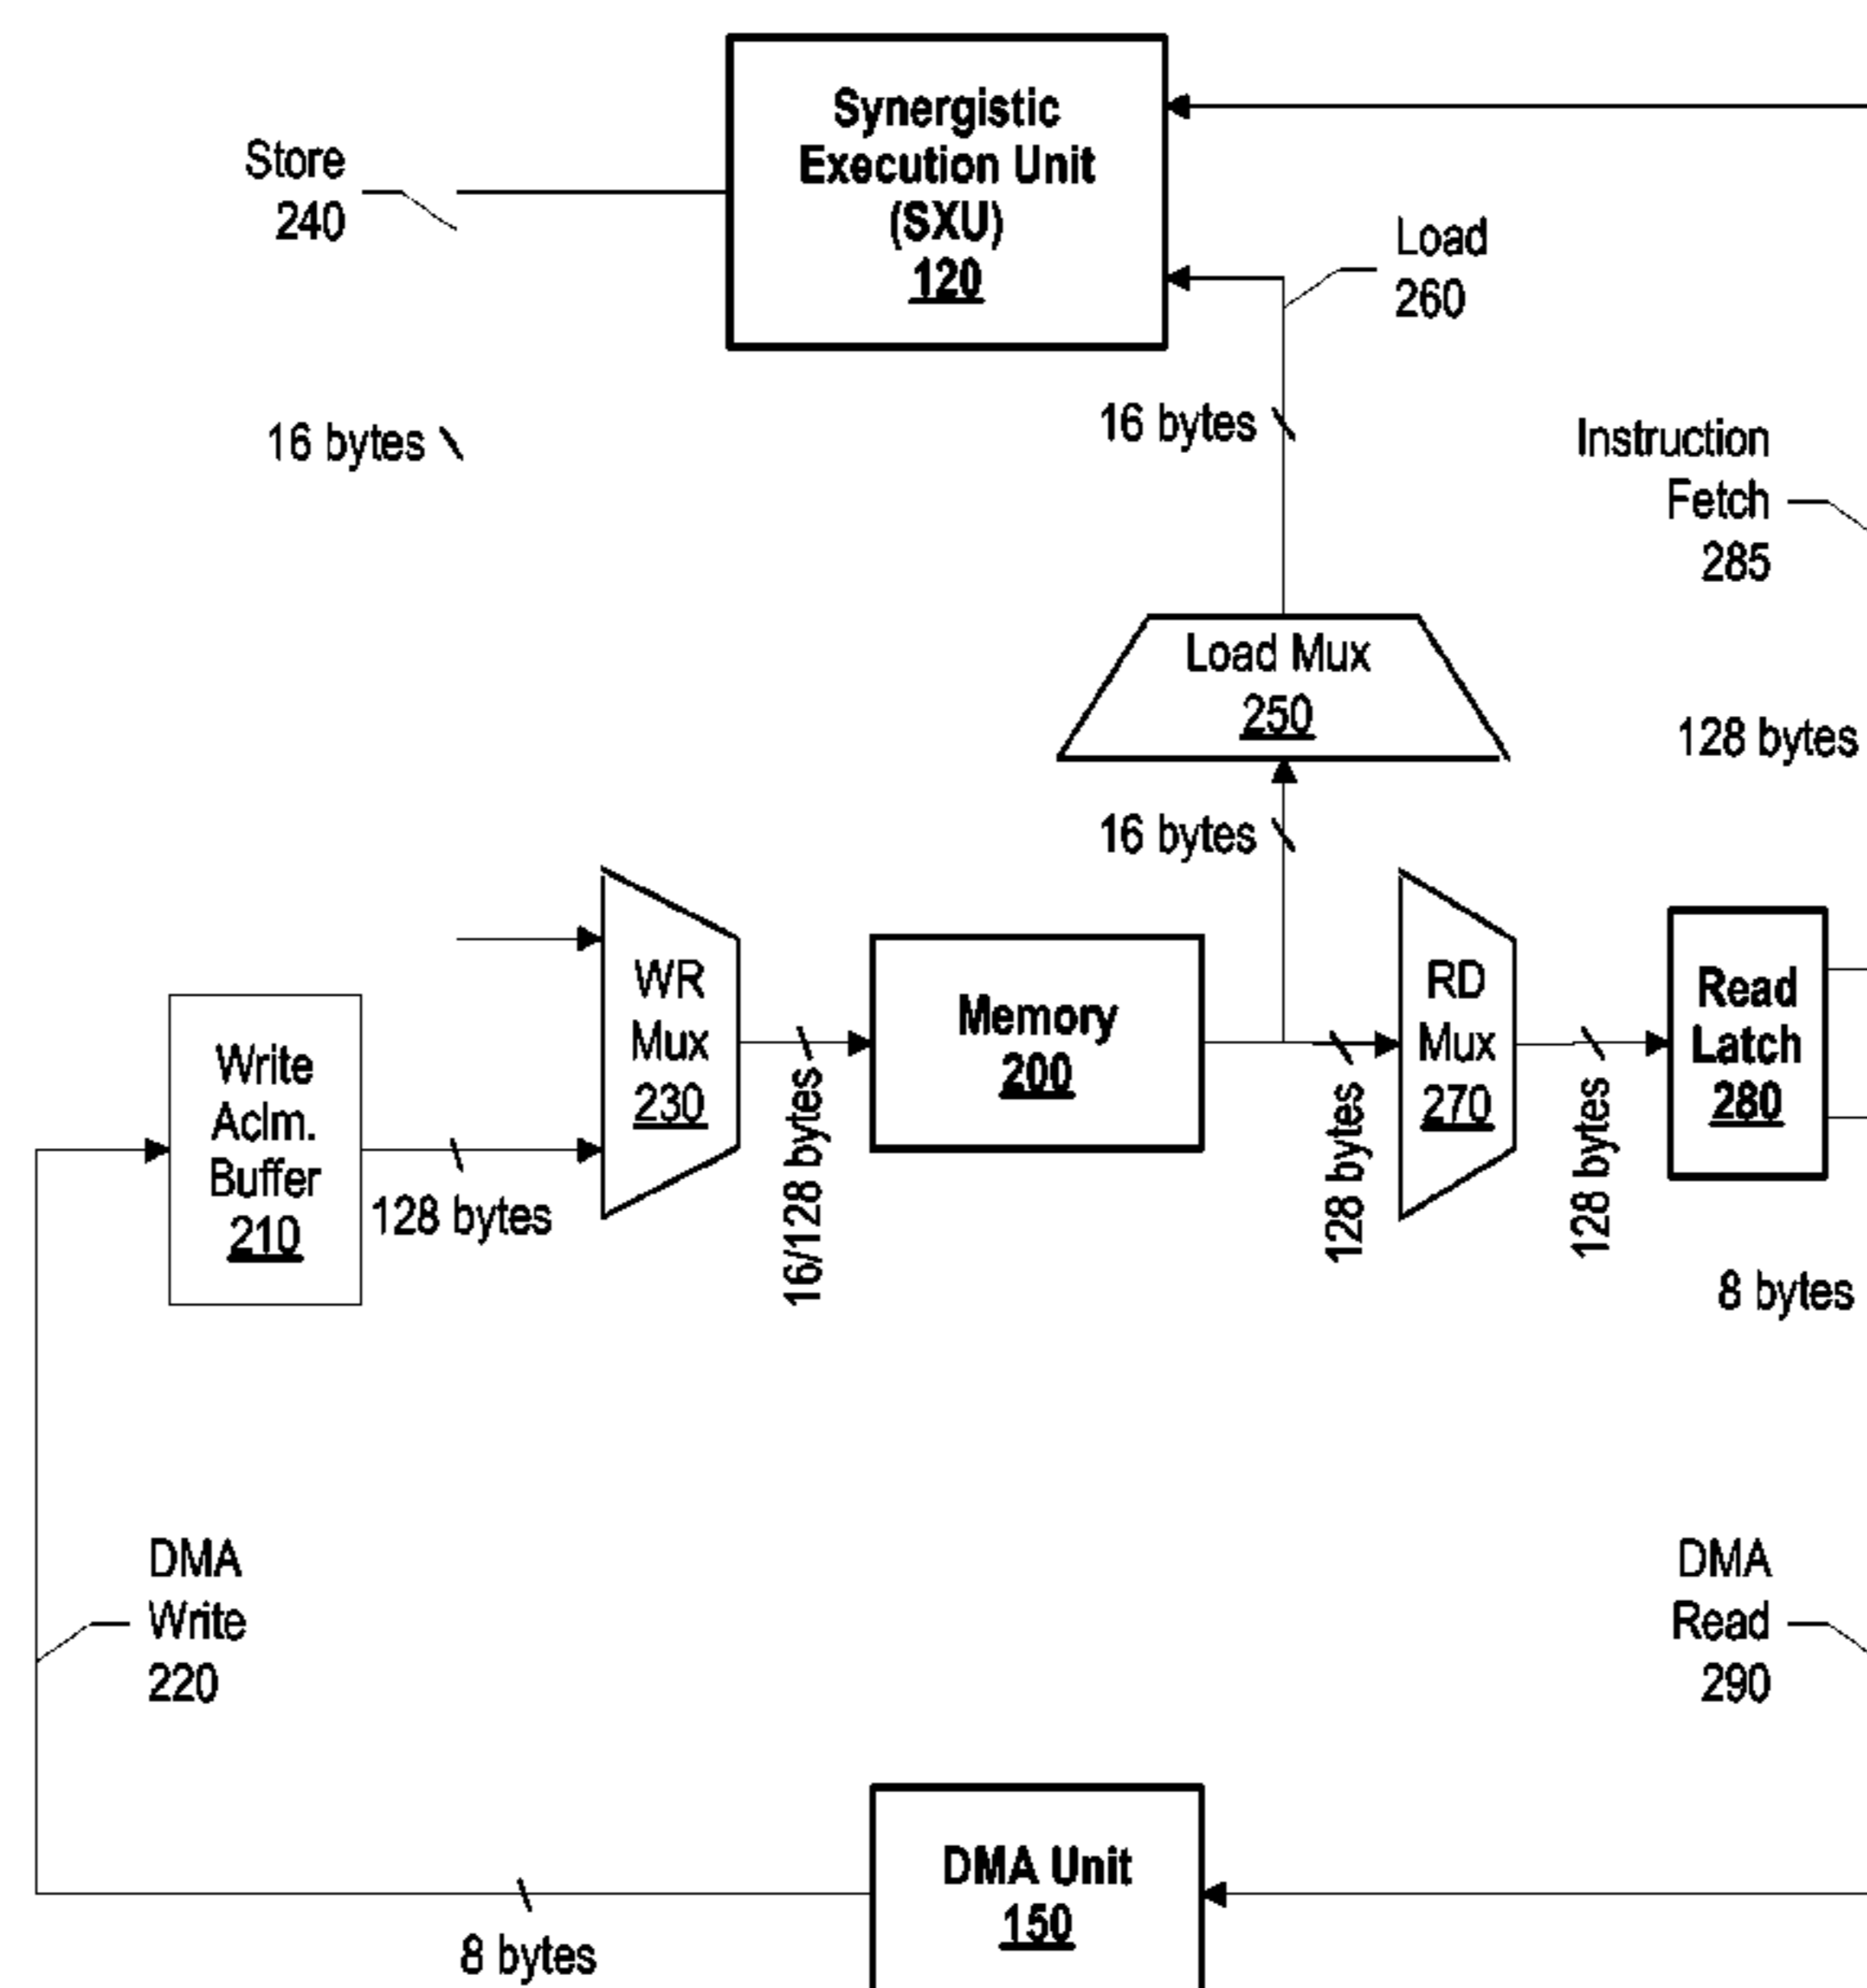 Synergistic
Execution Unit
(SXU)
120
Store
240
Load
260
16 bytes
16 bytes
Instruction
Fetch
285
Load Mux
250
128 bytes
16 bytes
WR
Mux
230
Memory
200
RD
Mux
270
Read
Latch
280
Write
Aclm.
Buffer
210
128 bytes
16/128 bytes
128 bytes
128 bytes
8 bytes
DMA
Write
220
DMA
Read
290
DMA Unit
150
8 bytes